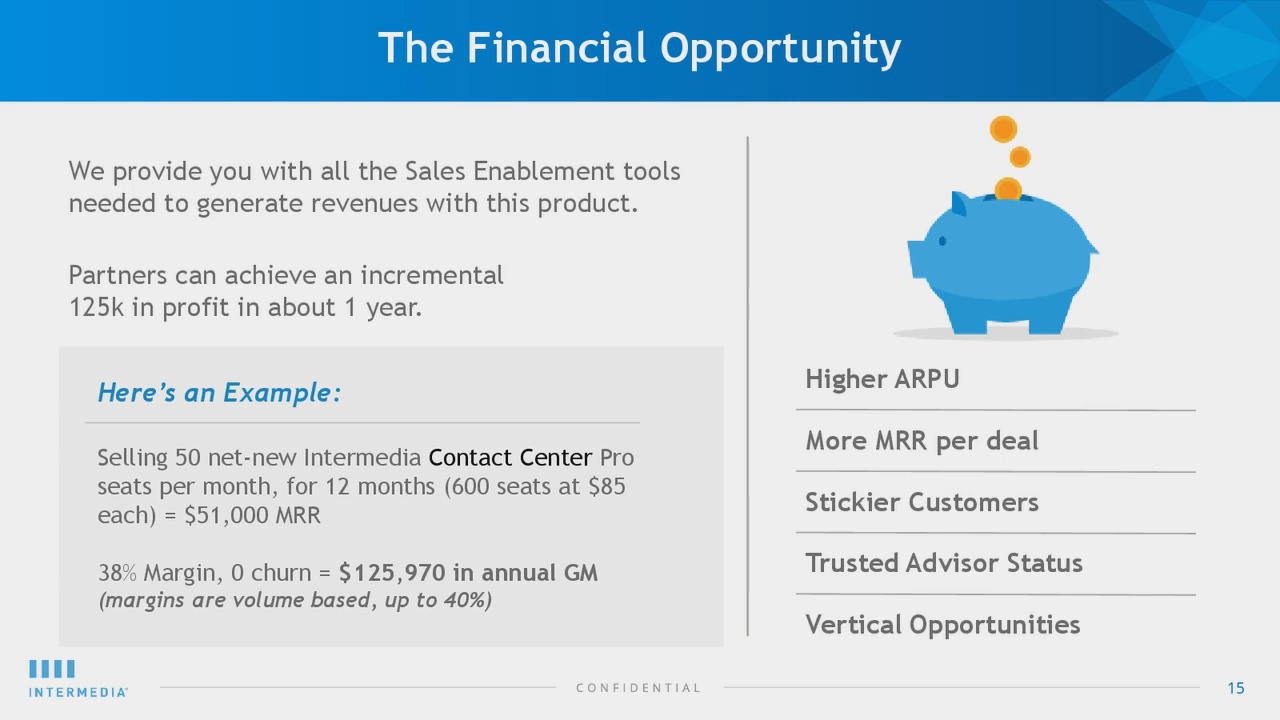 The Financial Opportunity
We provide you with all the Sales Enablement tools
needed to generate revenues with this product.
Partners can achieve an incremental
125k in profit in about 1 year.
Here’s an Example:
Selling 50 net-new Intermedia Contact Center Pro
seats per month, for 12 months (600 seats at $85
each) = $51,000 MRR
38% Margin, 0 churn = $125,970 in annual GM
(margins are volume based, up to 40%)
Higher ARPU
More MRR per deal
Stickier Customers
Trusted Advisor Status
Vertical Opportunities
INTERMEDIA
CONFIDENTIAL
15